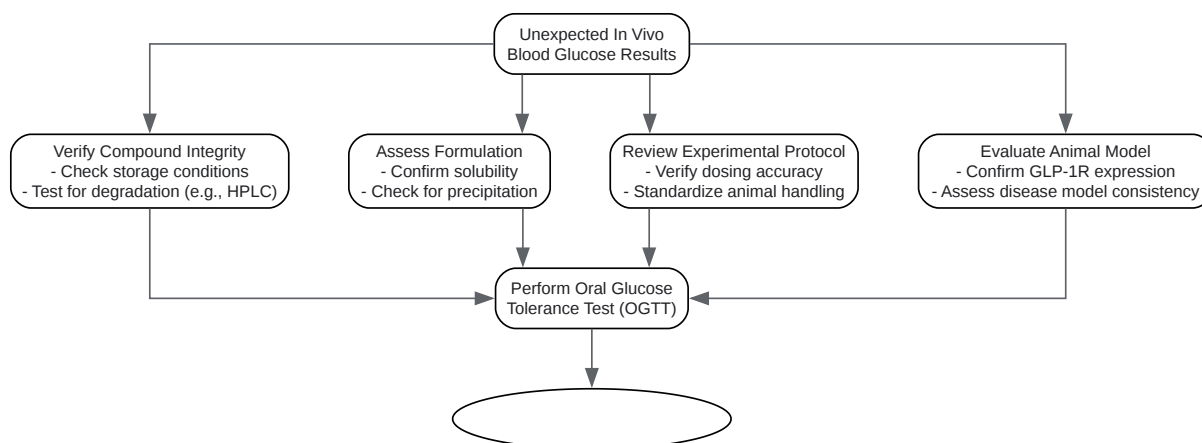 Unexpected In Vivo
Blood Glucose Results
Verify Compound Integrity
- Check storage conditions
- Test for degradation (e.g., HPLC)
Assess Formulation
- Confirm solubility
- Check for precipitation
Review Experimental Protocol
- Verify dosing accuracy
- Standardize animal handling
Evaluate Animal Model
- Confirm GLP-1R expression
- Assess disease model consistency
Perform Oral Glucose
Tolerance Test (OGTT)